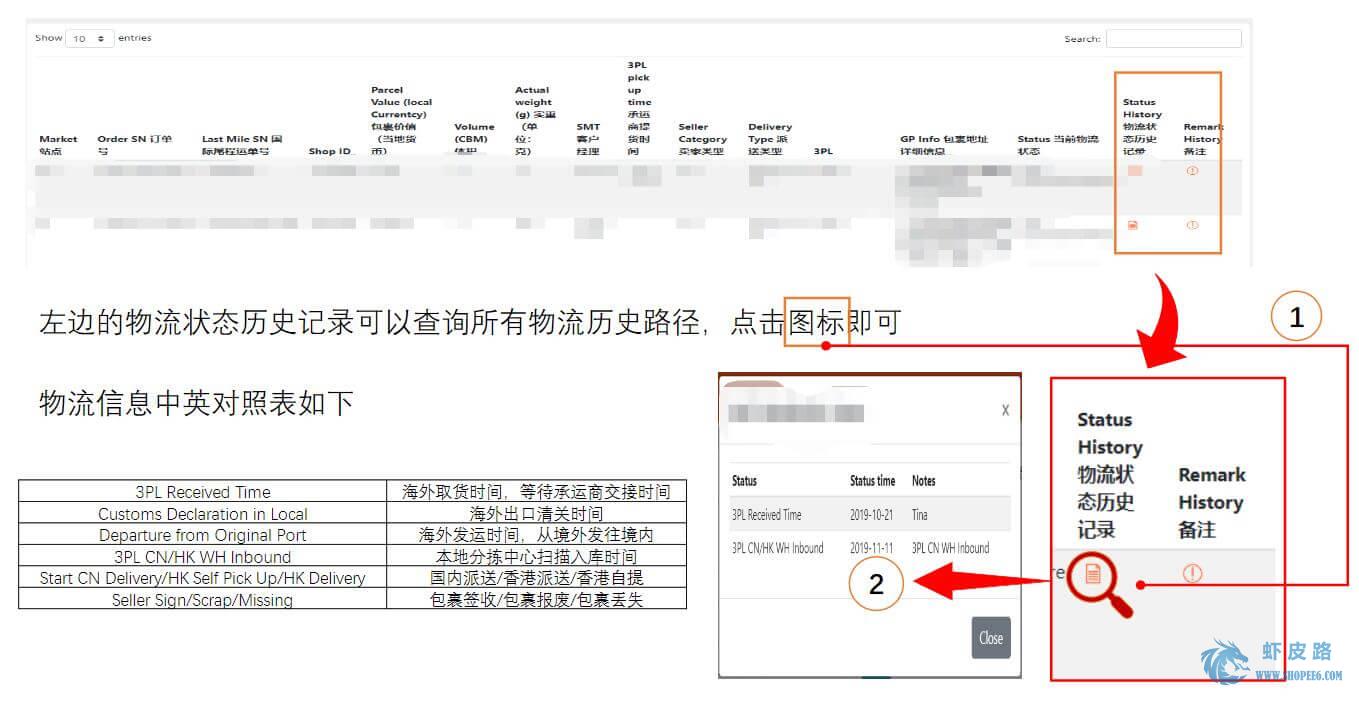 Show 10 entries
Search:
Market 站点
Order SN 订单号
Last Mile SN 国际尾程运单号
Shop ID
Parcel Value (local Currentcy) 包裹价值（当地货币）
Volume (CBM) 体积
Actual weight (g) 实重（单位：克）
SMT 客户经理
3PL pick up time 承运商提货时间
Seller Category 卖家类型
Delivery Type 派送类型
3PL
GP Info 包裹地址详细信息
Status 当前物流状态
Status History 物流状态历史记录
Remark History 备注
左边的物流状态历史记录可以查询所有物流历史路径，点击图标即可
1
物流信息中英对照表如下
3PL Received Time 海外取货时间，等待承运商交接时间
Customs Declaration in Local 海外出口清关时间
Departure from Original Port 海外发运时间，从境外发往境内
3PL CN/HK WH Inbound 本地分拣中心扫描入库时间
Start CN Delivery/HK Self Pick Up/HK Delivery 国内派送/香港派送/香港自提
Seller Sign/Scrap/Missing 包裹签收/包裹报废/包裹丢失
X
Status Status time Notes
3PL Received Time 2019-10-21 Tina
3PL CN/HK WH Inbound 2019-11-11 3PL CN WH Inbound
2
Close
Status
History
物流状
态历史
记录
Remark
History
备注
re
虾皮路
WWW.SHOPEE6.COM